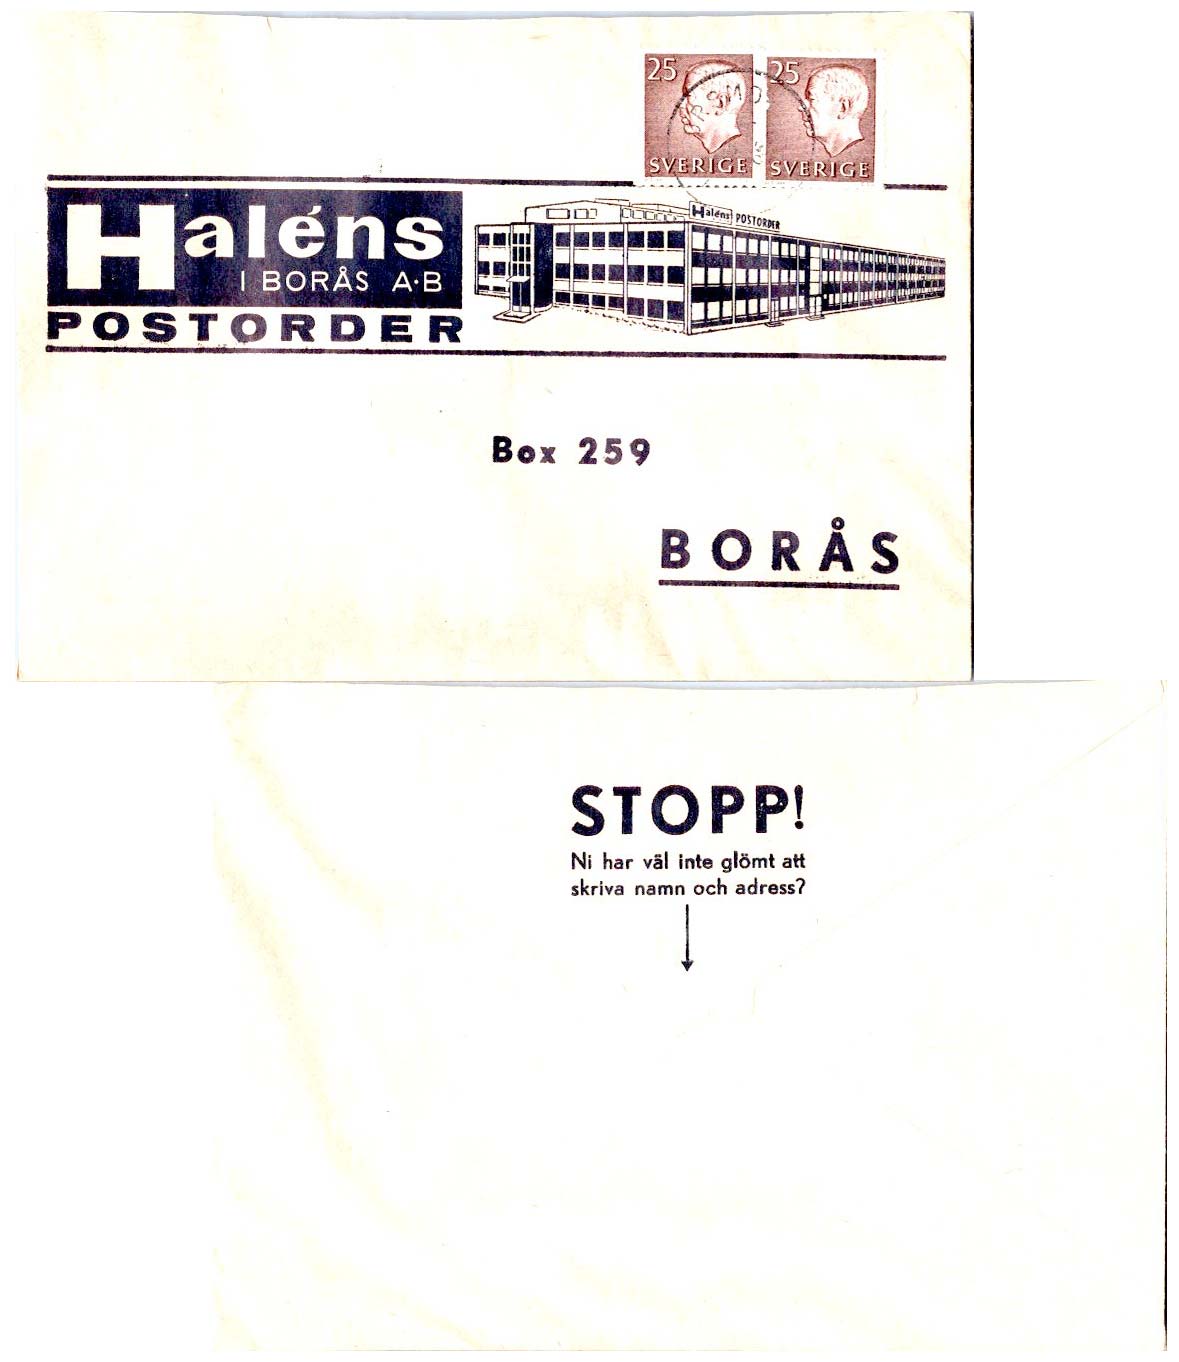 25 25
SVERIGE SVERIGE
Haléns
I BORÅS A·B
POSTORDER
Haléns POSTORDER
Box 259
BORÅS
STOPP!
Ni har väl inte glömt att
skriva namn och adress?